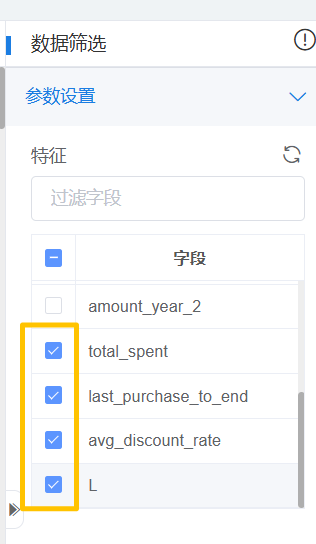 数据筛选
参数设置
特征
过滤字段
字段
amount_year_2
total_spent
last_purchase_to_end
avg_discount_rate
L